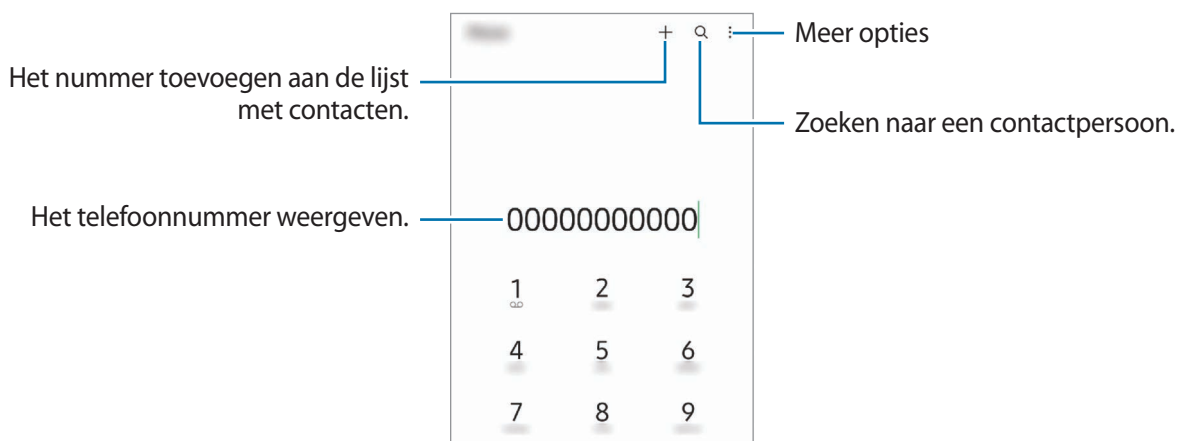 Meer opties
Het nummer toevoegen aan de lijst
met contacten.
Zoeken naar een contactpersoon.
Het telefoonnummer weergeven.
00000000000
1 2 3
4 5 6
7 8 9